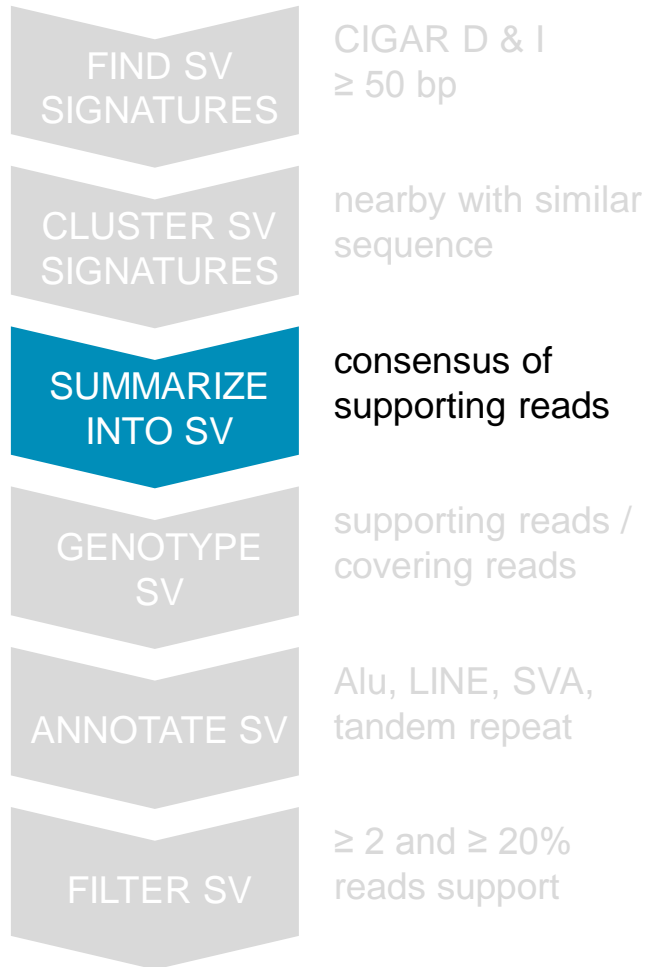 FIND SV
SIGNATURES
CIGAR D & I
≥ 50 bp
CLUSTER SV
SIGNATURES
nearby with similar
sequence
SUMMARIZE
INTO SV
consensus of
supporting reads
GENOTYPE
SV
supporting reads /
covering reads
ANNOTATE SV
Alu, LINE, SVA,
tandem repeat
FILTER SV
≥ 2 and ≥ 20%
reads support